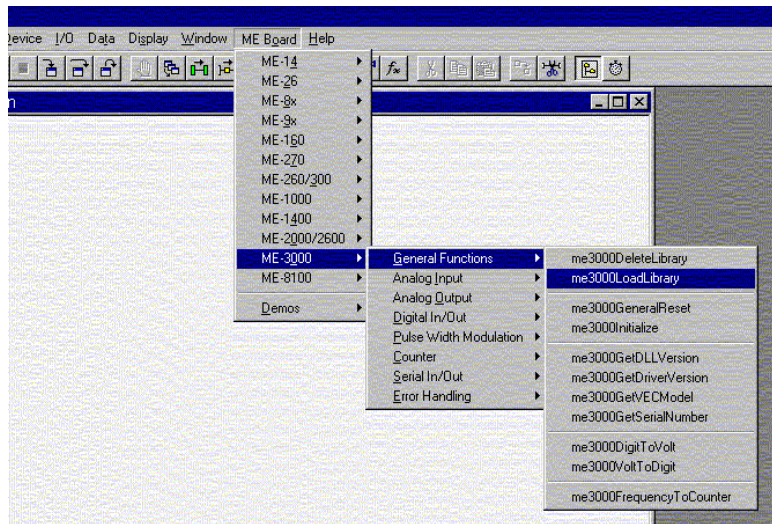 Device I/O Data Display Window ME Board Help
ME-14
ME-26
ME-8x
ME-9x
ME-160
ME-270
ME-260/300
ME-1000
ME-1400
ME-2000/2600
ME-3000
ME-8100
Demos
General Functions
Analog Input
Analog Output
Digital In/Out
Pulse Width Modulation
Counter
Serial In/Out
Error Handling
me3000DeleteLibrary
me3000LoadLibrary
me3000GeneralReset
me3000Initialize
me3000GetDLLVersion
me3000GetDriverVersion
me3000GetVECModel
me3000GetSerialNumber
me3000DigitToVolt
me3000VoltToDigit
me3000FrequencyToCounter